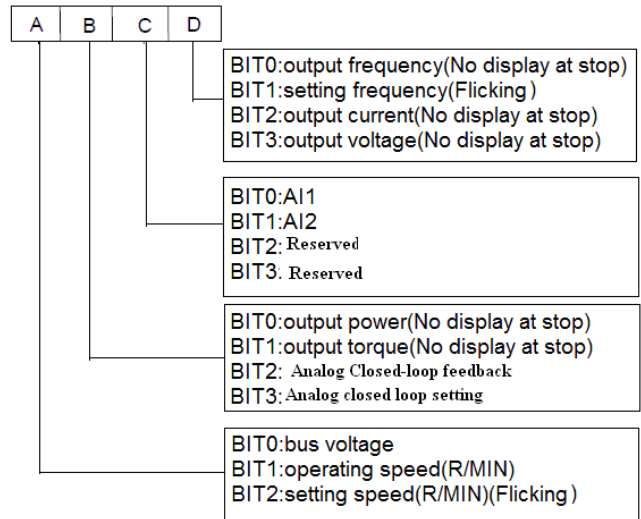 A B C D
BIT0:output frequency(No display at stop)
BIT1:setting frequency(Flicking)
BIT2:output current(No display at stop)
BIT3:output voltage(No display at stop)
BIT0:AI1
BIT1:AI2
BIT2: Reserved
BIT3. Reserved
BIT0:output power(No display at stop)
BIT1:output torque(No display at stop)
BIT2: Analog Closed-loop feedback
BIT3: Analog closed loop setting
BIT0:bus voltage
BIT1:operating speed(R/MIN)
BIT2:setting speed(R/MIN)(Flicking)